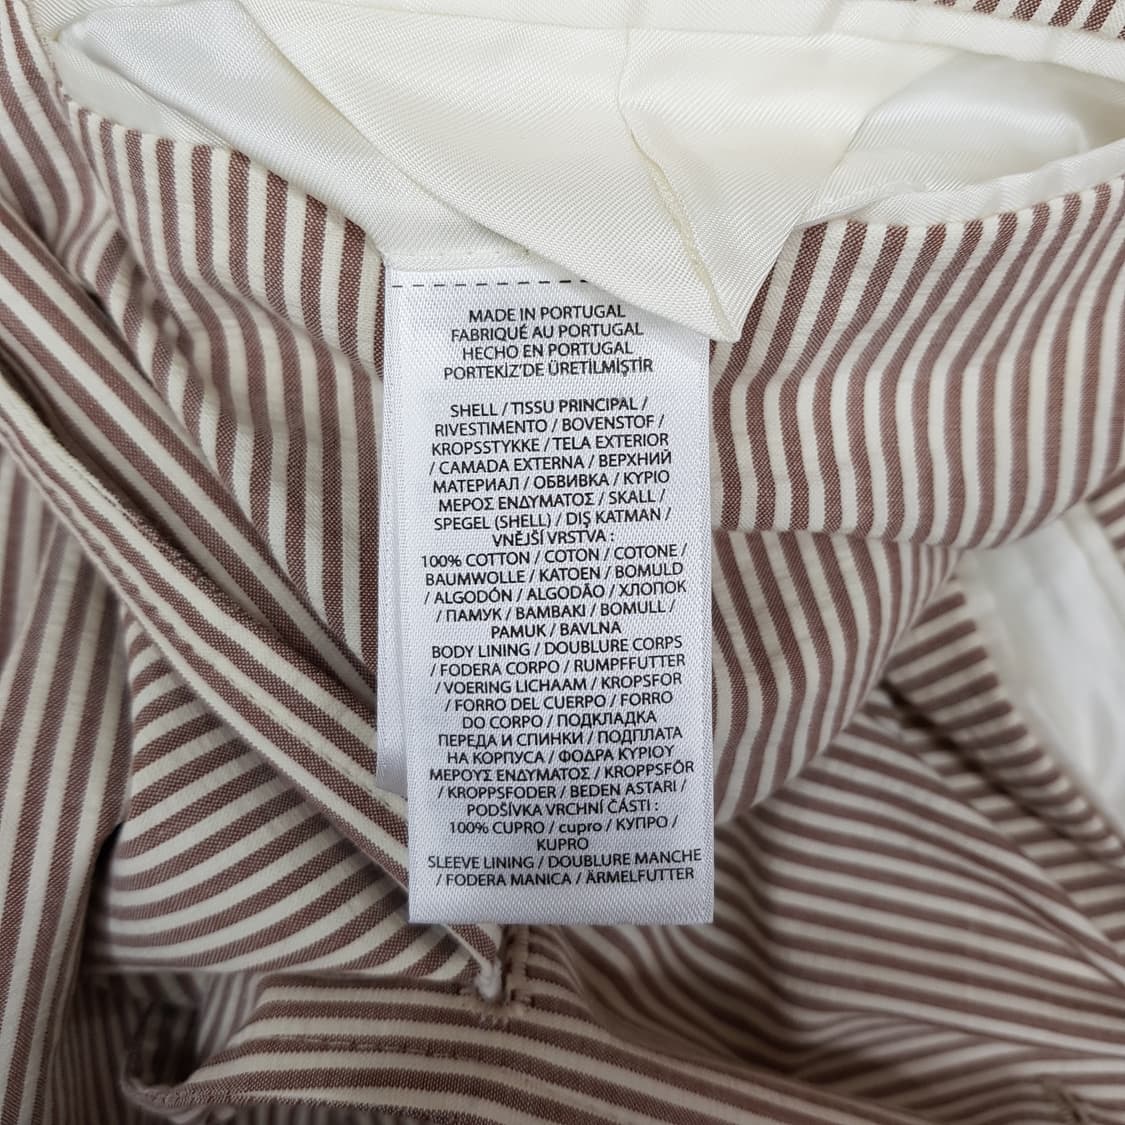 MADE IN PORTUGAL
FABRIQUÉ AU PORTUGAL
HECHO EN PORTUGAL
PORTEKİZ'DE ÜRETİLMİŞTİR
SHELL / TISSU PRINCIPAL /
RIVESTIMENTO / BOVENSTOF /
KROPSSTYKKE / TELA EXTERIOR
/ CAMADA EXTERNA / ВЕРХНИЙ
МАТЕРИАЛ / ОБВИВКА / ΚΥΡΙΟ
ΜΕΡΟΣ ΕΝΔΥΜΑΤΟΣ / SKALL /
SPEGEL (SHELL) / DIŞ KATMAN /
VNĚJŠÍ VRSTVA :
100% COTTON / COTON / COTONE /
BAUMWOLLE / KATOEN / BOMULD
/ ALGODÓN / ALGODÃO / ХЛОПОК
/ ПАМУК / ΒΑΜΒΑΚΙ / BOMULL /
PAMUK / BAVLNA
BODY LINING / DOUBLURE CORPS
/ FODERA CORPO / RUMPFFUTTER
/ VOERING LICHAAM / KROPSFOR
/ FORRO DEL CUERPO / FORRO
DO CORPO / ПОДКЛАДКА
ПЕРЕДА И СПИНКИ / ПОДПЛАТА
НА КОРПУСА / ΦΟΔΡΑ ΚΥΡΙΟΥ
ΜΕΡΟΥΣ ΕΝΔΥΜΑΤΟΣ / KROPPSFÔR
/ KROPPSFODER / BEDEN ASTARI /
PODŠÍVKA VRCHNÍ ČÁSTI :
100% CUPRO / cupro / КУПРО /
KUPRO
SLEEVE LINING / DOUBLURE MANCHE
/ FODERA MANICA / ÄRMELFUTTER